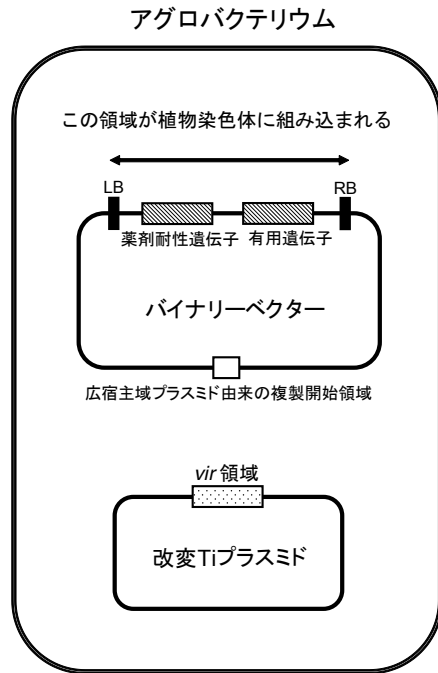 アグロバクテリウム
この領域が植物染色体に組み込まれる
LB
RB
薬剤耐性遺伝子
有用遺伝子
バイナリーベクター
広宿主域プラスミド由来の複製開始領域
vir 領域
改変Tiプラスミド